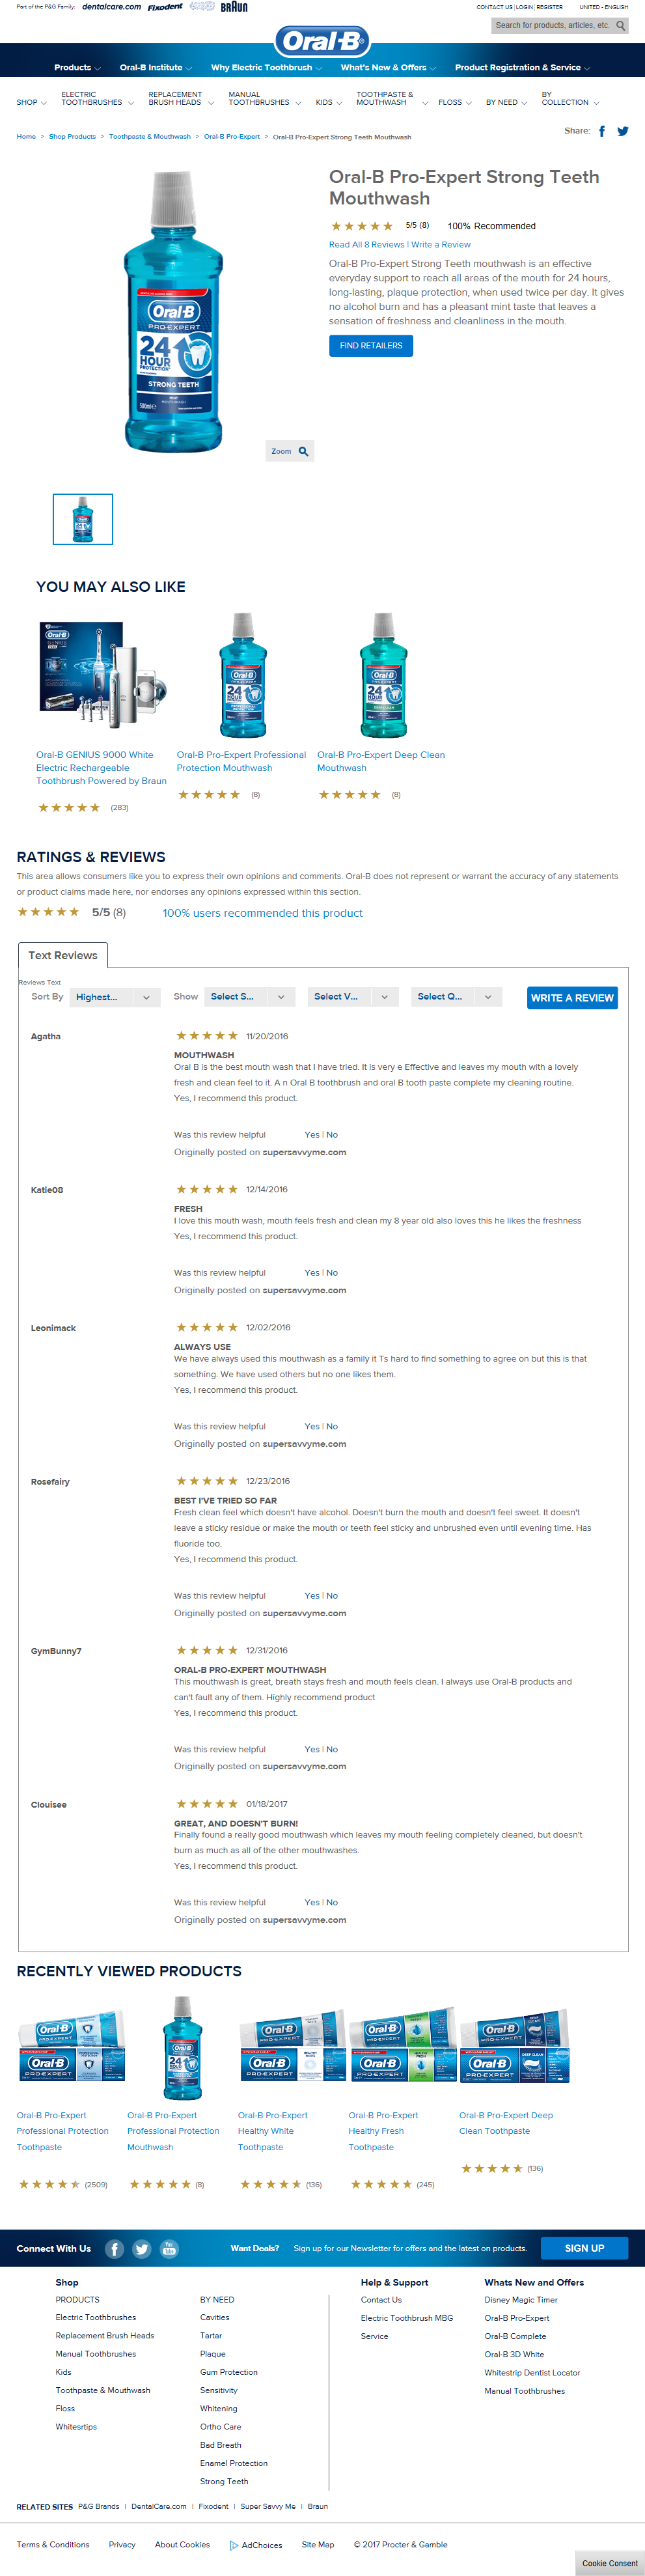 Part of the P&G Family: dentalcare.com Fixodent BRAUN
CONTACT US | LOGIN | REGISTER UNITED - ENGLISH
Search for products, articles, etc.
Oral-B
Products Oral-B Institute Why Electric Toothbrush What's New & Offers Product Registration & Service
SHOP ELECTRIC TOOTHBRUSHES REPLACEMENT BRUSH HEADS MANUAL TOOTHBRUSHES KIDS TOOTHPASTE & MOUTHWASH FLOSS BY NEED BY COLLECTION
Home > Shop Products > Toothpaste & Mouthwash > Oral-B Pro-Expert > Oral-B Pro-Expert Strong Teeth Mouthwash
Share:
Oral-B Pro-Expert Strong Teeth
Mouthwash
5/5 (8) 100% Recommended
Read All 8 Reviews | Write a Review
Oral-B Pro-Expert Strong Teeth mouthwash is an effective
everyday support to reach all areas of the mouth for 24 hours,
long-lasting, plaque protection, when used twice per day. It gives
no alcohol burn and has a pleasant mint taste that leaves a
sensation of freshness and cleanliness in the mouth.
FIND RETAILERS
Oral-B
PRO-EXPERT
24
HOUR
PROTECTION
STRONG TEETH
MINT
MOUTHWASH
500ml
Zoom
YOU MAY ALSO LIKE
Oral-B GENIUS 9000 White
Electric Rechargeable
Toothbrush Powered by Braun
(283)
Oral-B Pro-Expert Professional
Protection Mouthwash
(8)
Oral-B Pro-Expert Deep Clean
Mouthwash
(8)
RATINGS & REVIEWS
This area allows consumers like you to express their own opinions and comments. Oral-B does not represent or warrant the accuracy of any statements
or product claims made here, nor endorses any opinions expressed within this section.
5/5 (8) 100% users recommended this product
Text Reviews
Reviews Text
Sort By Highest... Show Select S... Select V... Select Q... WRITE A REVIEW
Agatha 11/20/2016
MOUTHWASH
Oral B is the best mouth wash that I have tried. It is very e Effective and leaves my mouth with a lovely
fresh and clean feel to it. A n Oral B toothbrush and oral B tooth paste complete my cleaning routine.
Yes, I recommend this product.
Was this review helpful Yes | No
Originally posted on supersavvyme.com
Katie08 12/14/2016
FRESH
I love this mouth wash, mouth feels fresh and clean my 8 year old also loves this he likes the freshness
Yes, I recommend this product.
Was this review helpful Yes | No
Originally posted on supersavvyme.com
Leonimack 12/02/2016
ALWAYS USE
We have always used this mouthwash as a family it Ts hard to find something to agree on but this is that
something. We have used others but no one likes them.
Yes, I recommend this product.
Was this review helpful Yes | No
Originally posted on supersavvyme.com
Rosefairy 12/23/2016
BEST I'VE TRIED SO FAR
Fresh clean feel which doesn't have alcohol. Doesn't burn the mouth and doesn't feel sweet. It doesn't
leave a sticky residue or make the mouth or teeth feel sticky and unbrushed even until evening time. Has
fluoride too.
Yes, I recommend this product.
Was this review helpful Yes | No
Originally posted on supersavvyme.com
GymBunny7 12/31/2016
ORAL-B PRO-EXPERT MOUTHWASH
This mouthwash is great, breath stays fresh and mouth feels clean. I always use Oral-B products and
can't fault any of them. Highly recommend product
Yes, I recommend this product.
Was this review helpful Yes | No
Originally posted on supersavvyme.com
Clouisee 01/18/2017
GREAT, AND DOESN'T BURN!
Finally found a really good mouthwash which leaves my mouth feeling completely cleaned, but doesn't
burn as much as all of the other mouthwashes.
Yes, I recommend this product.
Was this review helpful Yes | No
Originally posted on supersavvyme.com
RECENTLY VIEWED PRODUCTS
Oral-B Pro-Expert
Professional Protection
Toothpaste
(2509)
Oral-B Pro-Expert
Professional Protection
Mouthwash
(8)
Oral-B Pro-Expert
Healthy White
Toothpaste
(136)
Oral-B Pro-Expert
Healthy Fresh
Toothpaste
(245)
Oral-B Pro-Expert Deep
Clean Toothpaste
(136)
Connect With Us Want Deals? Sign up for our Newsletter for offers and the latest on products. SIGN UP
Shop
PRODUCTS
Electric Toothbrushes
Replacement Brush Heads
Manual Toothbrushes
Kids
Toothpaste & Mouthwash
Floss
Whitesrtips
BY NEED
Cavities
Tartar
Plaque
Gum Protection
Sensitivity
Whitening
Ortho Care
Bad Breath
Enamel Protection
Strong Teeth
Help & Support
Contact Us
Electric Toothbrush MBG
Service
Whats New and Offers
Disney Magic Timer
Oral-B Pro-Expert
Oral-B Complete
Oral-B 3D White
Whitestrip Dentist Locator
Manual Toothbrushes
RELATED SITES P&G Brands | DentalCare.com | Fixodent | Super Savvy Me | Braun
Terms & Conditions Privacy About Cookies AdChoices Site Map © 2017 Procter & Gamble
Cookie Consent